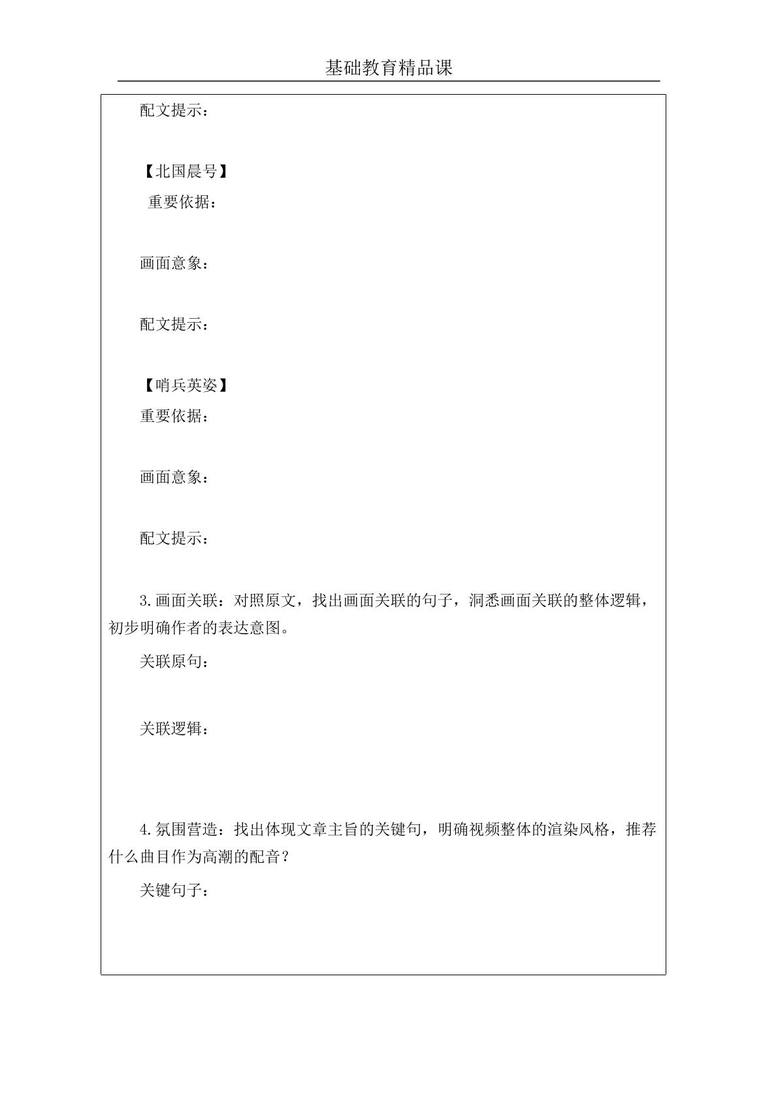 基础教育精品课
配文提示：
【北国晨号】
重要依据：
画面意象：
配文提示：
【哨兵英姿】
重要依据：
画面意象：
配文提示：
3.画面关联：对照原文，找出画面关联的句子，洞悉画面关联的整体逻辑，
初步明确作者的表达意图。
关联原句：
关联逻辑：
4.氛围营造：找出体现文章主旨的关键句，明确视频整体的渲染风格，推荐
什么曲目作为高潮的配音？
关键句子：